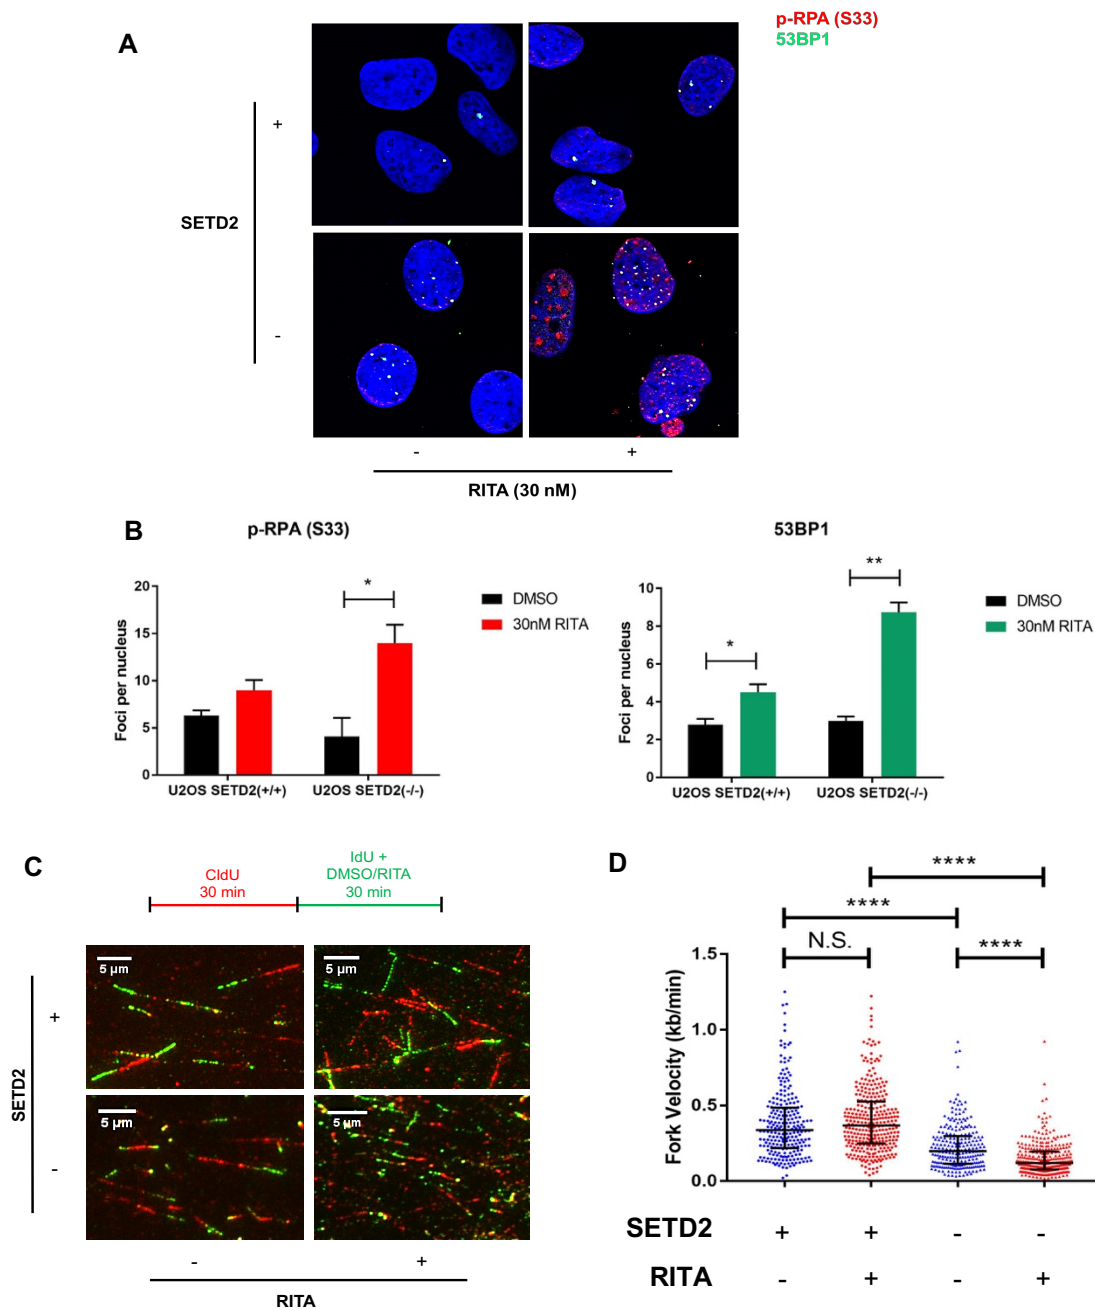 A
p-RPA (S33)
53BP1
SETD2
+
-
-
+
RITA (30 nM)
B
p-RPA (S33)
Foci per nucleus
20
15
10
5
0
*
DMSO
30nM RITA
U2OS SETD2(+/+)
U2OS SETD2(-/-)
53BP1
Foci per nucleus
10
8
6
4
2
0
*
**
DMSO
30nM RITA
U2OS SETD2(+/+)
U2OS SETD2(-/-)
C
CldU
30 min
IdU +
DMSO/RITA
30 min
SETD2
+
-
5 µm
5 µm
5 µm
5 µm
-
+
RITA
D
****
****
N.S.
****
Fork Velocity (kb/min)
1.5
1.0
0.5
0.0
SETD2 + + - -
RITA - + - +